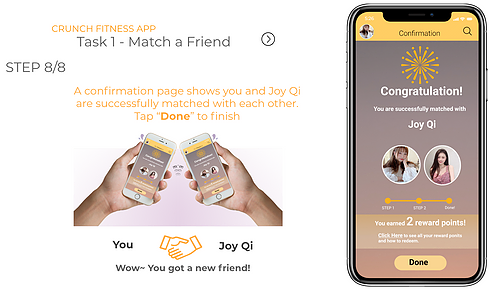 CRUNCH FITNESS APP
Task 1 - Match a Friend
STEP 8/8
A confirmation page shows you and Joy Qi
are successfully matched with each other.
Tap “Done” to finish
You
Joy Qi
Wow~ You got a new friend!
Confirmation
Congratulation!
You are successfully matched with
Joy Qi
STEP 1
STEP 2
Done!
You earned 2 reward points!
Click Here to see all your reward points
and how to redeem.
Done